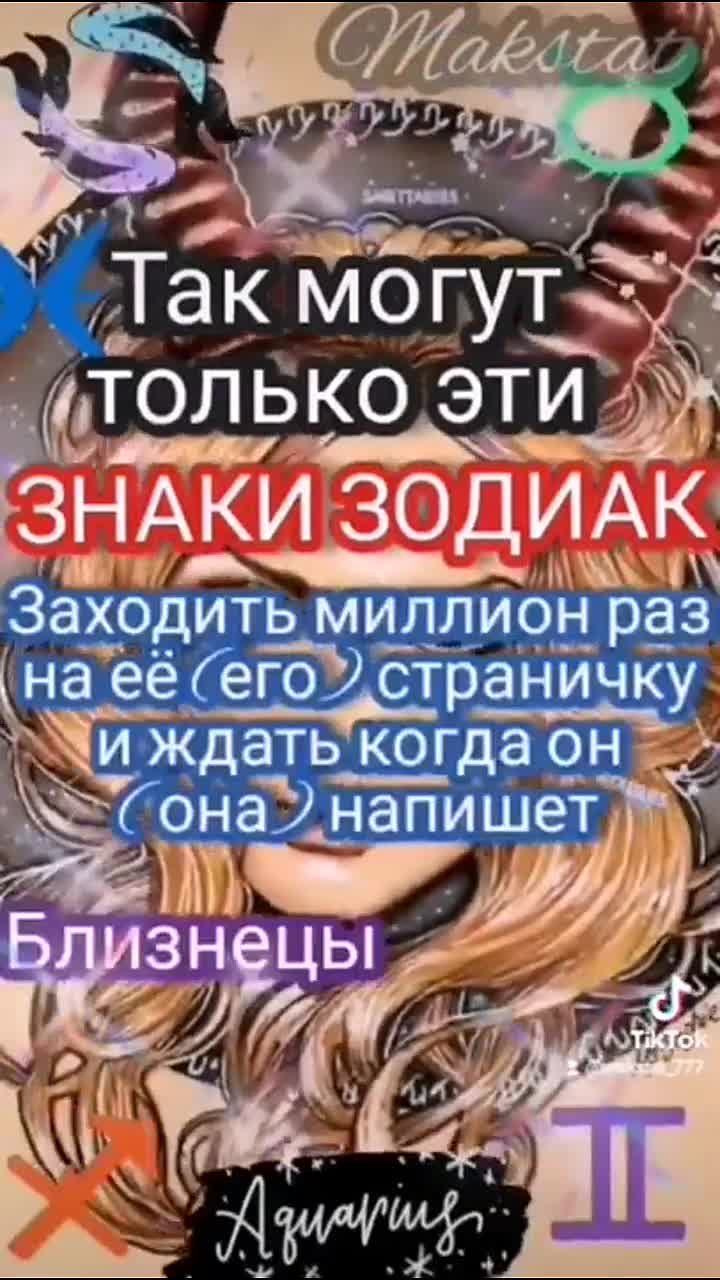 Makstat
SAGITTARIUS
Так могут
только эти
ЗНАКИ ЗОДИАК
Заходить миллион раз
на её (его) страничку
и ждать когда он
(она) напишет
Близнецы
TikTok
Aquarius